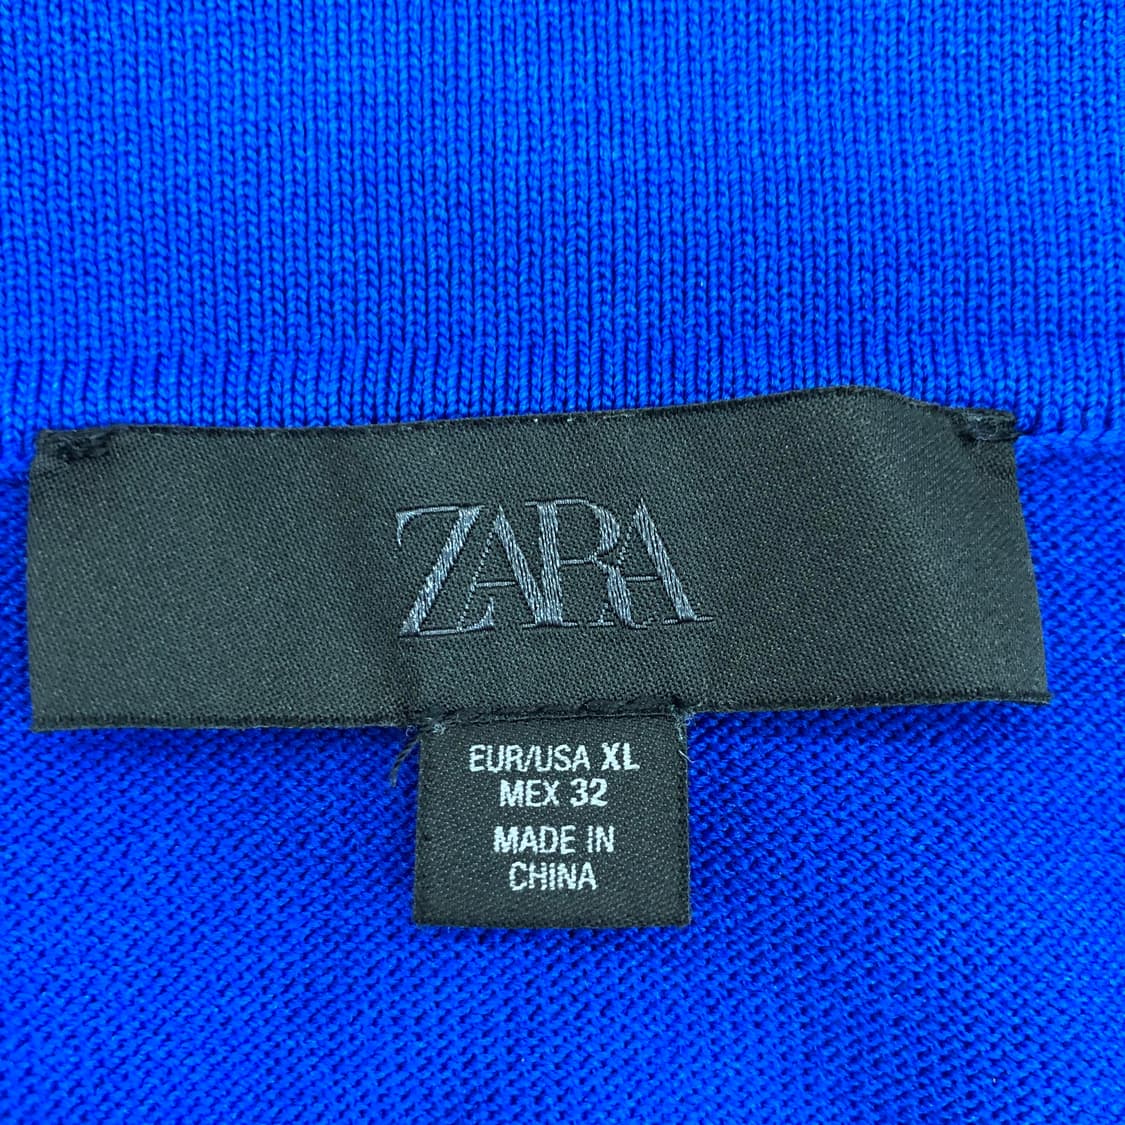 ZARA
EUR/USA XL
MEX 32
MADE IN
CHINA